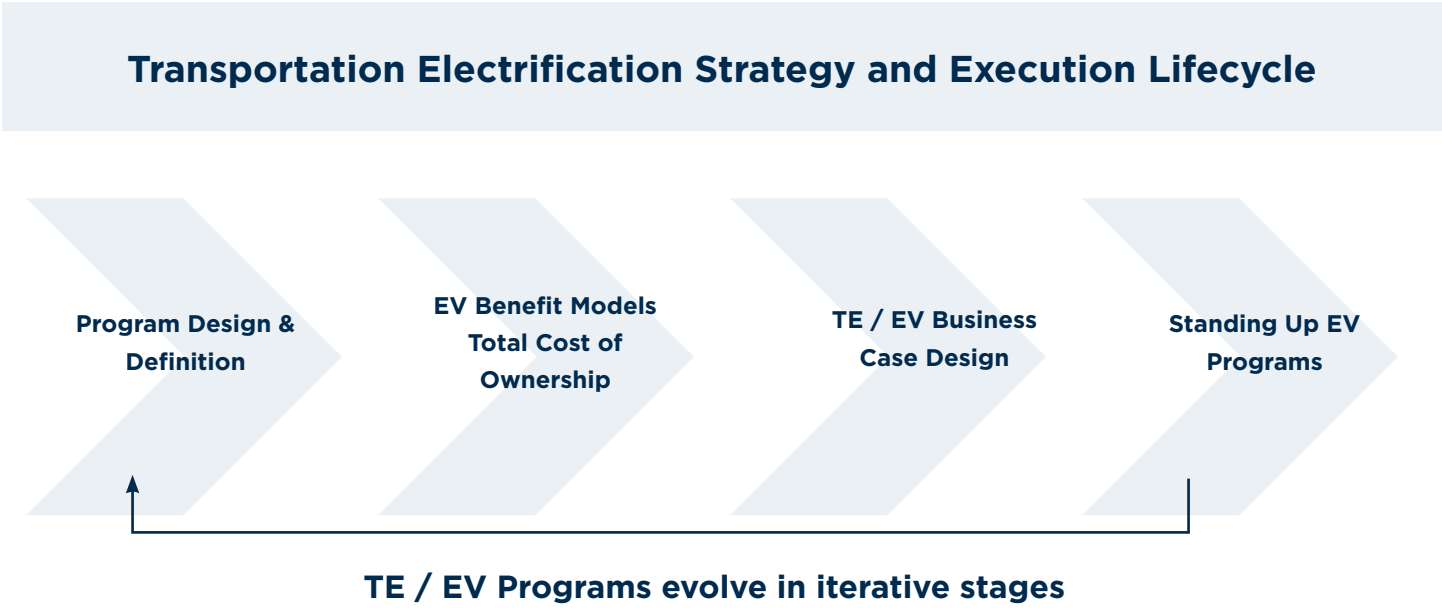 Transportation Electrification Strategy and Execution Lifecycle
Program Design &
Definition
EV Benefit Models
Total Cost of
Ownership
TE / EV Business
Case Design
Standing Up EV
Programs
TE / EV Programs evolve in iterative stages